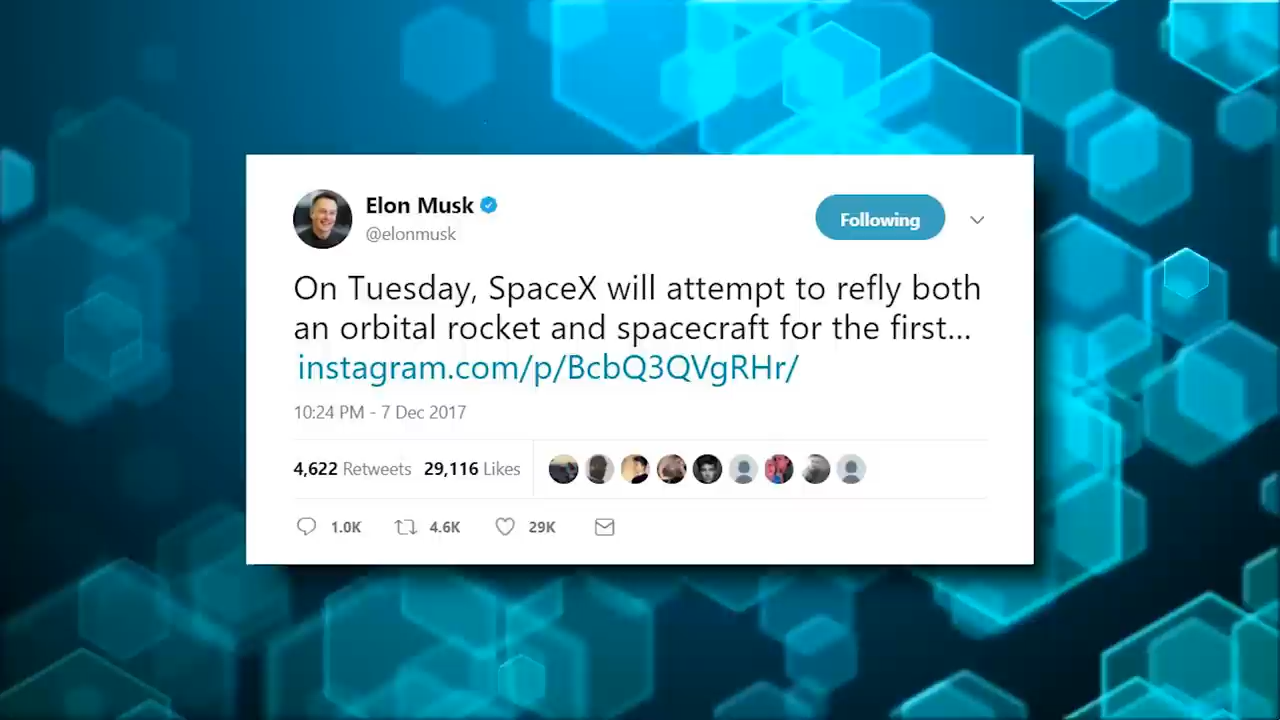 Elon Musk
@elonmusk
Following
On Tuesday, SpaceX will attempt to refly both
an orbital rocket and spacecraft for the first...
instagram.com/p/BcbQ3QVgRHr/
10:24 PM - 7 Dec 2017
4,622 Retweets 29,116 Likes
1.0K 4.6K 29K